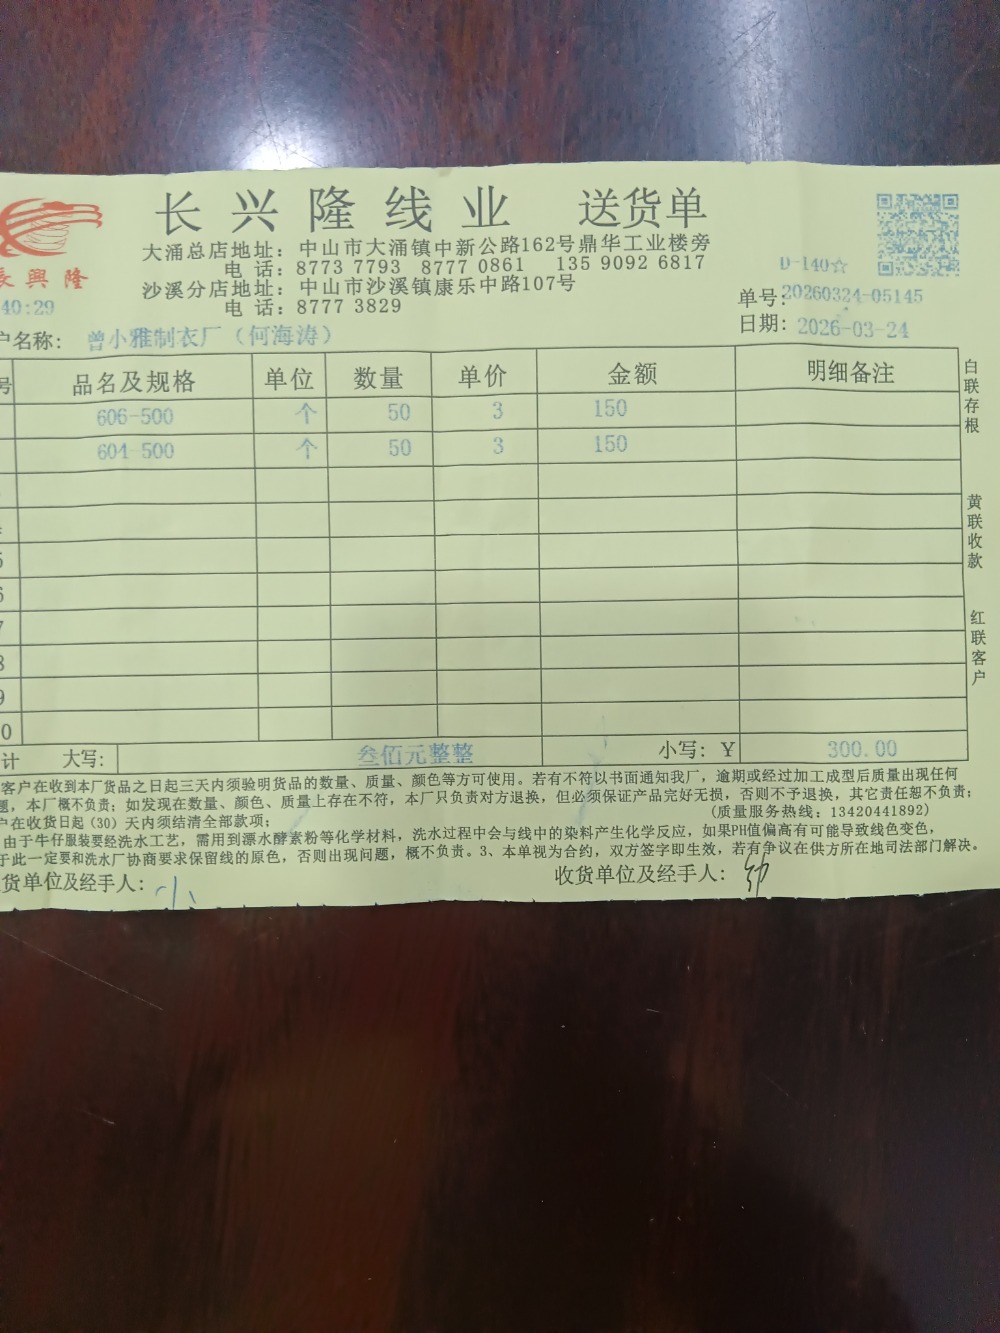 长兴隆线业 送货单
長興隆
大涌总店地址：中山市大涌镇中新公路162号鼎华工业楼旁
电 话：8773 7793 8777 0861 135 9092 6817
沙溪分店地址：中山市沙溪镇康乐中路107号
电 话：8777 3829
D-140☆
40:29
单号：20260324-05145
日期：2026-03-24
户名称：曾小雅制衣厂（何海涛）
号 品名及规格 单位 数量 单价 金额 明细备注
606-500 个 50 3 150
604-500 个 50 3 150
5
6
7
8
9
0
计 大写：叁佰元整整 小写：￥ 300.00
白联存根
黄联收款
红联客户
客户在收到本厂货品之日起三天内须验明货品的数量、质量、颜色等方可使用。若有不符以书面通知我厂，逾期或经过加工成型后质量出现任何
题，本厂概不负责；如发现在数量、颜色、质量上存在不符，本厂只负责对方退换，但必须保证产品完好无损，否则不予退换，其它责任恕不负责；
户在收货日起（30）天内须结清全部款项； （质量服务热线：13420441892）
由于牛仔服装要经洗水工艺，需用到漂水酵素粉等化学材料，洗水过程中会与线中的染料产生化学反应，如果PH值偏高有可能导致线色变色，
于此一定要和洗水厂协商要求保留线的原色，否则出现问题，概不负责。3、本单视为合约，双方签字即生效，若有争议在供方所在地司法部门解决。
货单位及经手人： 收货单位及经手人：